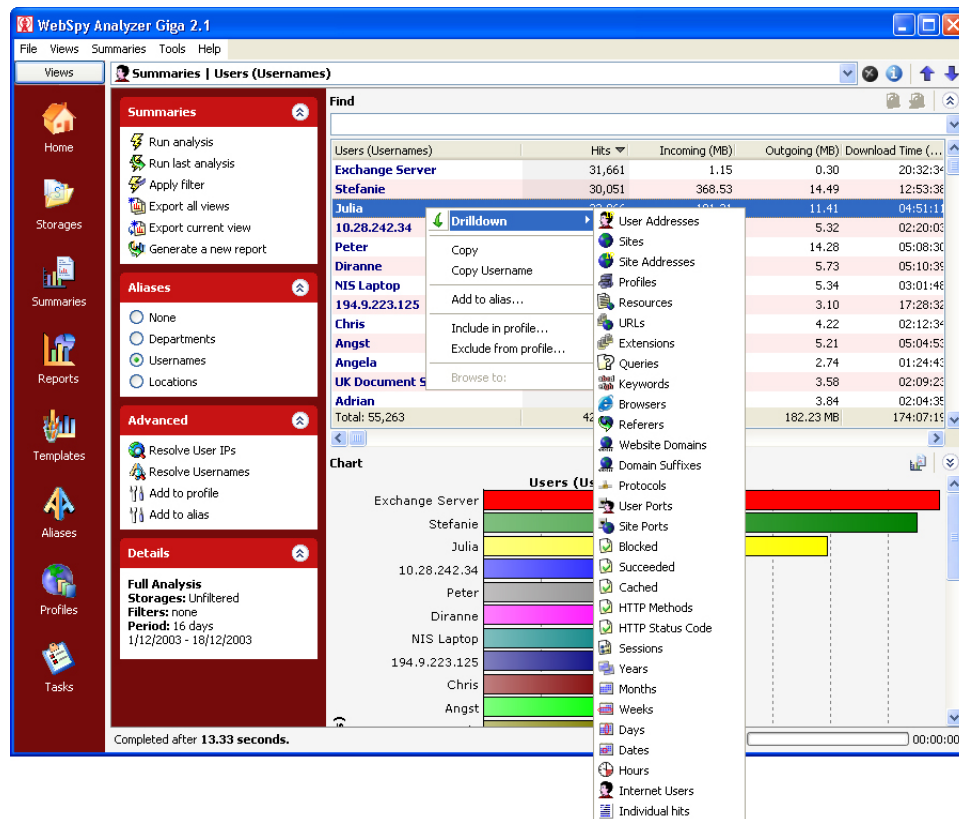 WebSpy Analyzer Giga 2.1
File Views Summaries Tools Help
Views
Summaries | Users (Usernames)
Home
Storages
Summaries
Reports
Templates
Aliases
Profiles
Tasks
Summaries
Run analysis
Run last analysis
Apply filter
Export all views
Export current view
Generate a new report
Aliases
None
Departments
Usernames
Locations
Advanced
Resolve User IPs
Resolve Usernames
Add to profile
Add to alias
Details
Full Analysis
Storages: Unfiltered
Filters: none
Period: 16 days
1/12/2003 - 18/12/2003
Find
Users (Usernames) Hits Incoming (MB) Outgoing (MB) Download Time (...
Exchange Server 31,661 1.15 0.30 20:32:34
Stefanie 30,051 368.53 14.49 12:53:38
Julia 11.41 04:51:11
10.28.242.34 5.32 02:20:03
Peter 14.28 05:08:30
Diranne 5.73 05:10:39
NIS Laptop 5.34 03:01:48
194.9.223.125 3.10 17:28:32
Chris 4.22 02:12:34
Angst 5.21 05:04:53
Angela 2.74 01:24:43
UK Document S 3.58 02:09:23
Adrian 3.84 02:04:35
Total: 55,263 42 182.23 MB 174:07:19
Drilldown
Copy
Copy Username
Add to alias...
Include in profile...
Exclude from profile...
Browse to:
User Addresses
Sites
Site Addresses
Profiles
Resources
URLs
Extensions
Queries
Keywords
Browsers
Referers
Website Domains
Domain Suffixes
Protocols
User Ports
Site Ports
Blocked
Succeeded
Cached
HTTP Methods
HTTP Status Code
Sessions
Years
Months
Weeks
Days
Dates
Hours
Internet Users
Individual hits
Chart
Users (Us
Exchange Server
Stefanie
Julia
10.28.242.34
Peter
Diranne
NIS Laptop
194.9.223.125
Chris
Angst
Completed after 13.33 seconds.
00:00:00